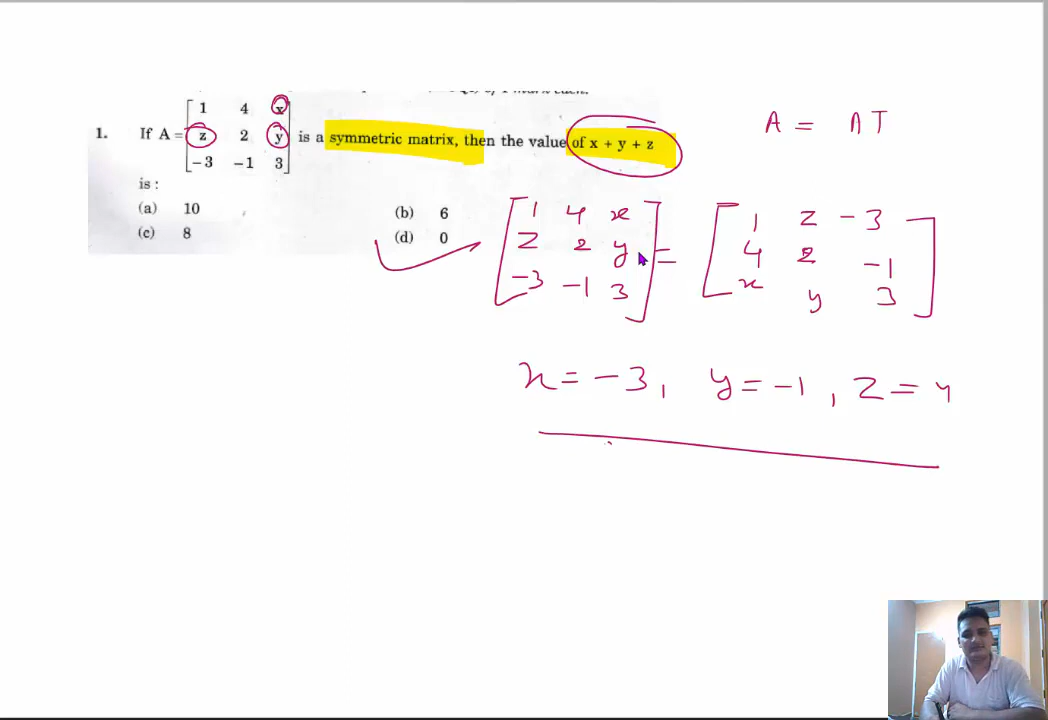 1. If A = [ 1 4 x
z 2 y
-3 -1 3 ] is a symmetric matrix, then the value of x + y + z
is :
(a) 10 (b) 6
(c) 8 (d) 0
A = AT
[ 1 4 x
z 2 y
-3 -1 3 ] = [ 1 z -3
4 2 -1
x y 3 ]
x = -3, y = -1, z = 4